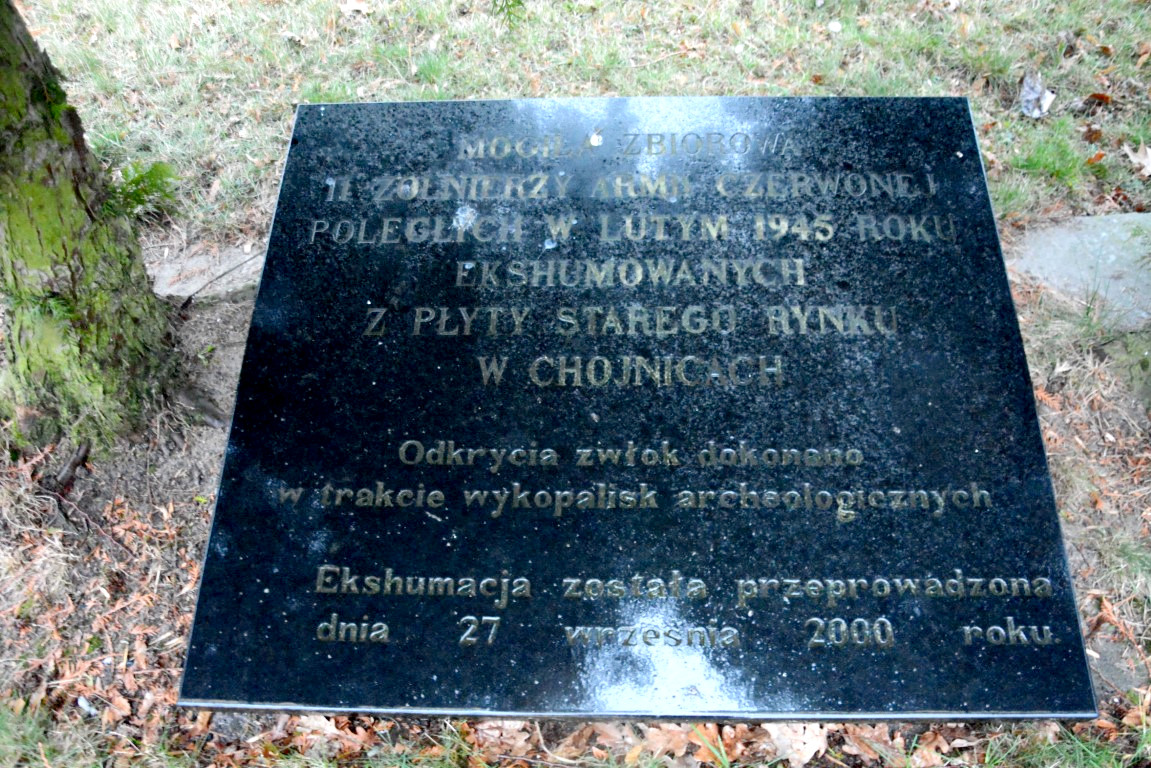 MOGIŁA ZBIOROWA
11 ŻOŁNIERZY ARMII CZERWONEJ
POLEGŁYCH W LUTYM 1945 ROKU
EKSHUMOWANYCH
Z PŁYTY STAREGO RYNKU
W CHOJNICACH
Odkrycia zwłok dokonano
w trakcie wykopalisk archeologicznych
Ekshumacja została przeprowadzona
dnia 27 września 2000 roku.